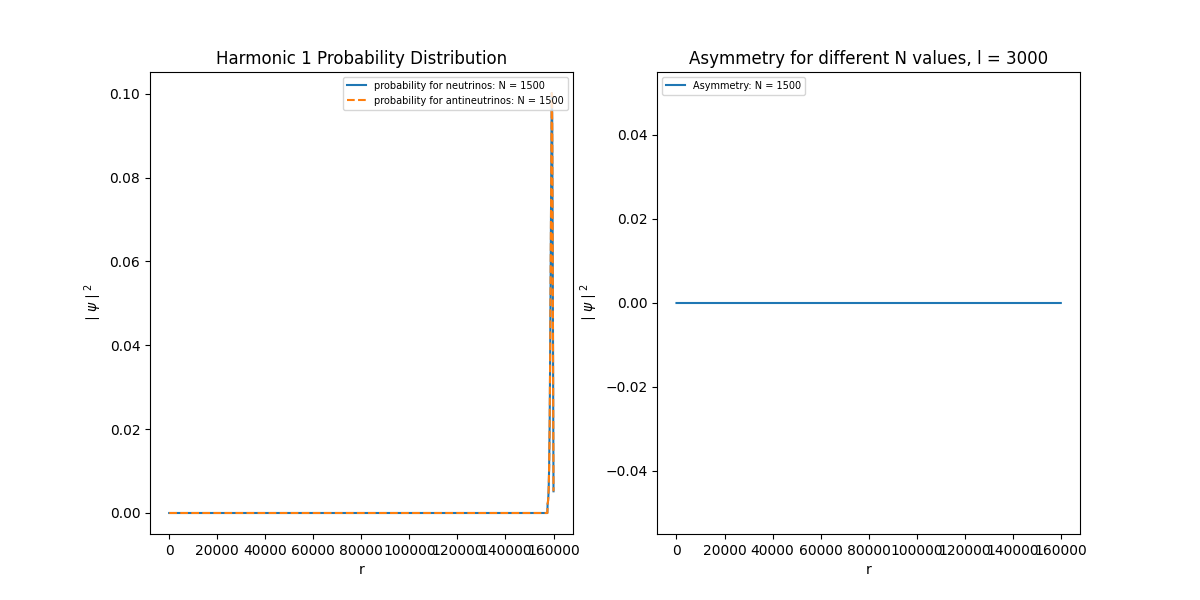 Harmonic 1 Probability Distribution
probability for neutrinos: N = 1500
probability for antineutrinos: N = 1500
| ψ | ²
0.10
0.08
0.06
0.04
0.02
0.00
0 20000 40000 60000 80000 100000 120000 140000 160000
r
Asymmetry for different N values, l = 3000
Asymmetry: N = 1500
| ψ | ²
0.04
0.02
0.00
−0.02
−0.04
0 20000 40000 60000 80000 100000 120000 140000 160000
r